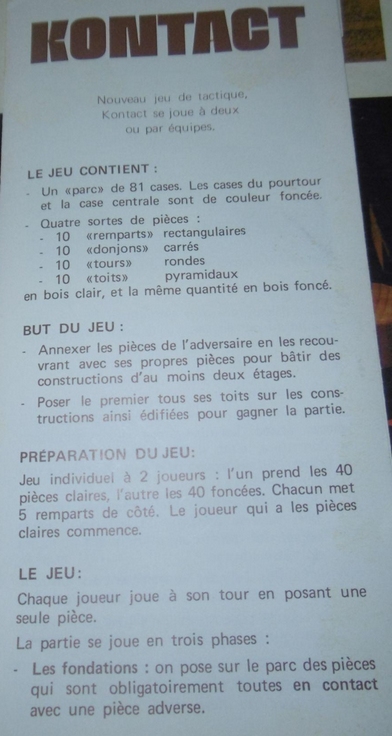 KONTACT
Nouveau jeu de tactique,
Kontact se joue à deux
ou par équipes.
LE JEU CONTIENT :
- Un «parc» de 81 cases. Les cases du pourtour
et la case centrale sont de couleur foncée.
- Quatre sortes de pièces :
- 10 «remparts» rectangulaires
- 10 «donjons» carrés
- 10 «tours» rondes
- 10 «toits» pyramidaux
en bois clair, et la même quantité en bois foncé.
BUT DU JEU :
- Annexer les pièces de l'adversaire en les recou-
vrant avec ses propres pièces pour bâtir des
constructions d'au moins deux étages.
- Poser le premier tous ses toits sur les cons-
tructions ainsi édifiées pour gagner la partie.
PRÉPARATION DU JEU:
Jeu individuel à 2 joueurs : l'un prend les 40
pièces claires, l'autre les 40 foncées. Chacun met
5 remparts de côté. Le joueur qui a les pièces
claires commence.
LE JEU:
Chaque joueur joue à son tour en posant une
seule pièce.
La partie se joue en trois phases :
- Les fondations : on pose sur le parc des pièces
qui sont obligatoirement toutes en contact
avec une pièce adverse.